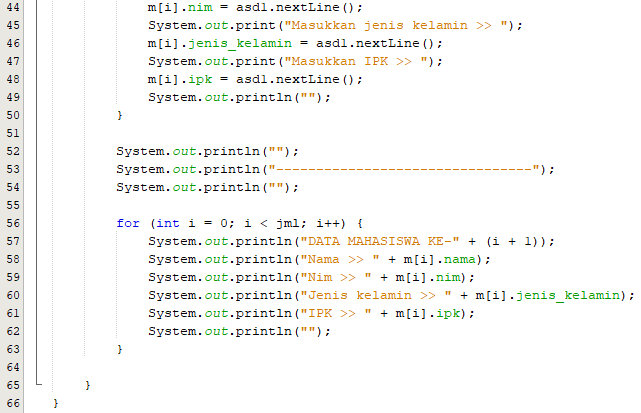 44 m[i].nim = asdl.nextLine();
45 System.out.print("Masukkan jenis kelamin >> ");
46 m[i].jenis_kelamin = asdl.nextLine();
47 System.out.print("Masukkan IPK >> ");
48 m[i].ipk = asdl.nextLine();
49 System.out.println("");
50 }
51
52 System.out.println("");
53 System.out.println("--------------------------------");
54 System.out.println("");
55
56 for (int i = 0; i < jml; i++) {
57 System.out.println("DATA MAHASISWA KE-" + (i + 1));
58 System.out.println("Nama >> " + m[i].nama);
59 System.out.println("Nim >> " + m[i].nim);
60 System.out.println("Jenis kelamin >> " + m[i].jenis_kelamin);
61 System.out.println("IPK >> " + m[i].ipk);
62 System.out.println("");
63 }
64
65 }
66 }